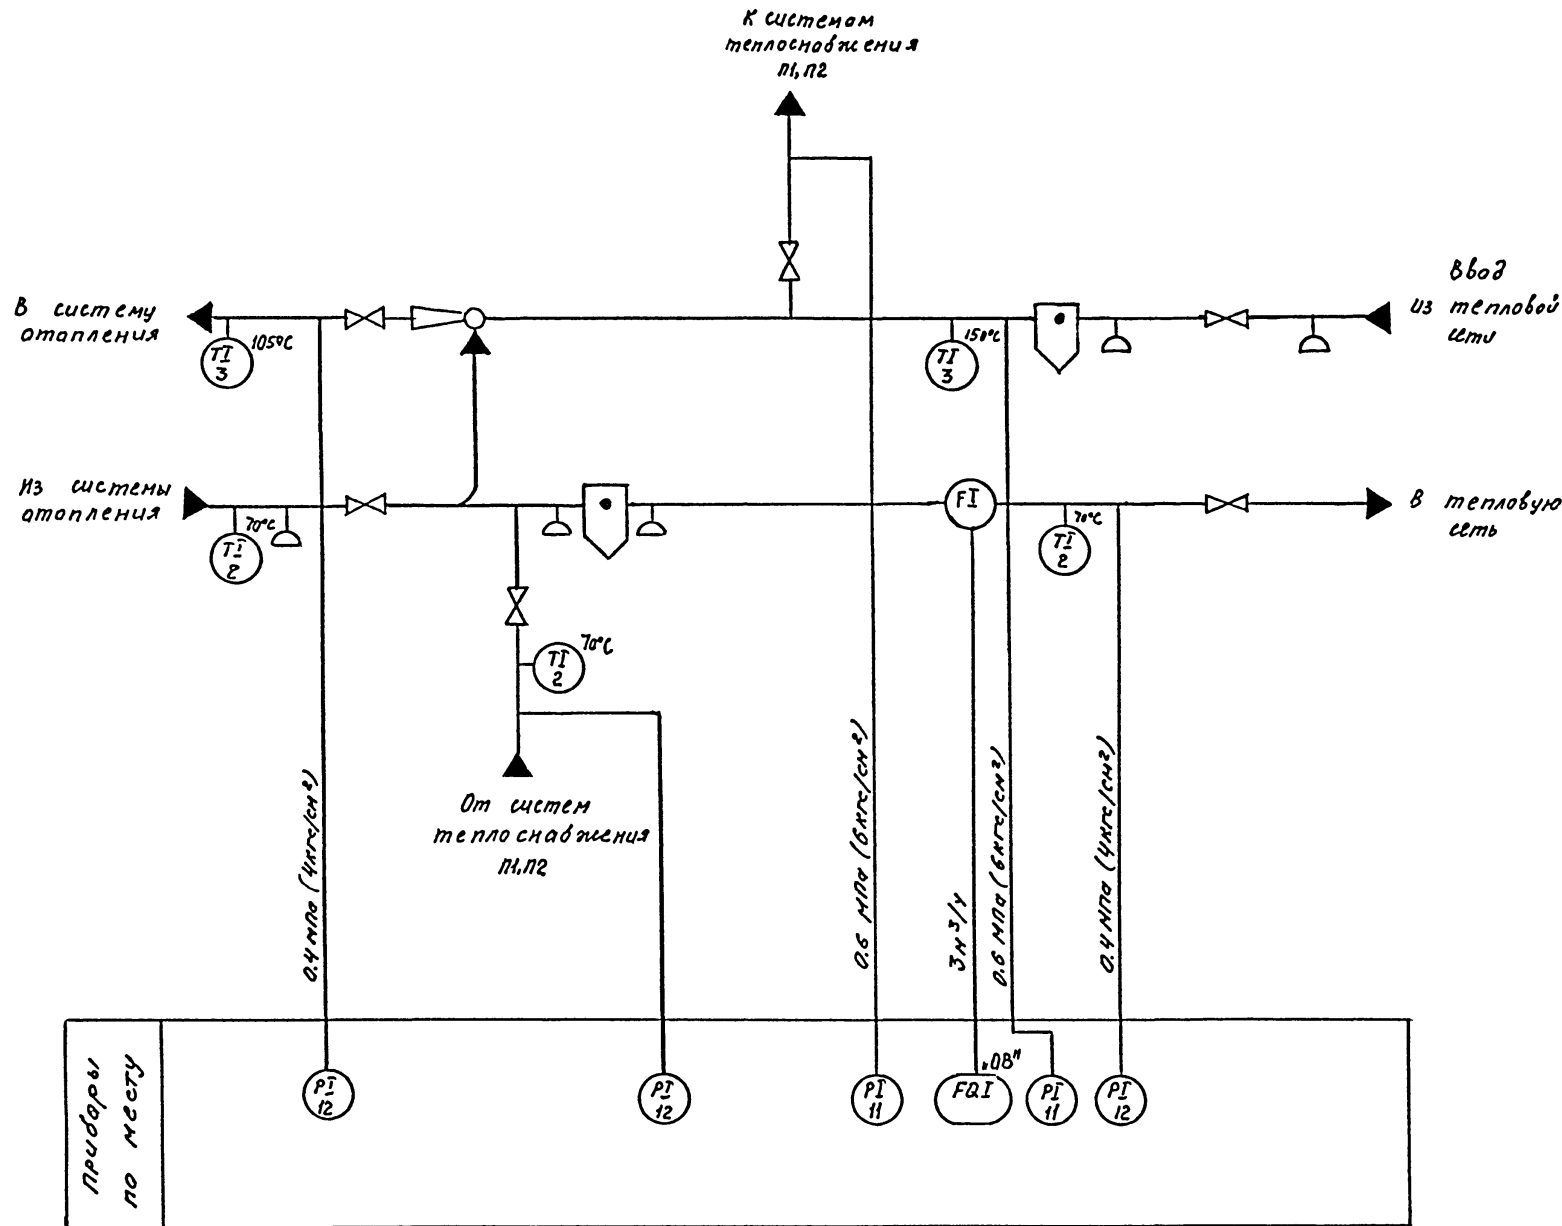 К системам
теплоснабжения
П1, П2
Ввод
из тепловой
сети
В систему
отопления
105°С
TI
3
150°С
TI
3
Из системы
отопления
70°С
TI
2
FI
70°С
TI
2
В тепловую
сеть
70°С
TI
2
От систем
теплоснабжения
П1, П2
0.4 МПа (4кгс/см²)
0.6 МПа (6кгс/см²)
3 м³/ч
0.6 МПа (6кгс/см²)
0.4 МПа (4кгс/см²)
Приборы
по месту
PI
12
PI
12
PI
11
„ОВ"
FQI
PI
11
PI
12